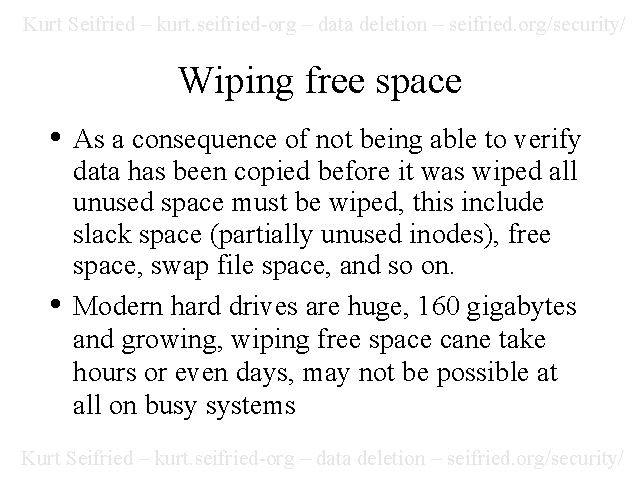 Kurt Seifried – kurt.seifried-org – data deletion – seifried.org/security/
Wiping free space
• As a consequence of not being able to verify
data has been copied before it was wiped all
unused space must be wiped, this include
slack space (partially unused inodes), free
space, swap file space, and so on.
• Modern hard drives are huge, 160 gigabytes
and growing, wiping free space cane take
hours or even days, may not be possible at
all on busy systems
Kurt Seifried – kurt.seifried-org – data deletion – seifried.org/security/